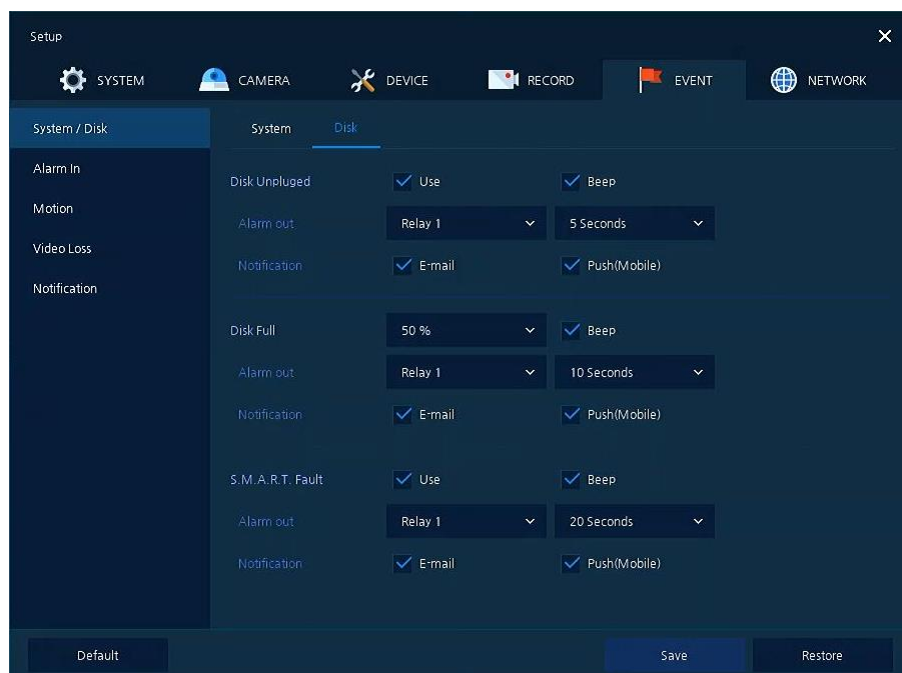 Setup
SYSTEM CAMERA DEVICE RECORD EVENT NETWORK
System / Disk
Alarm In
Motion
Video Loss
Notification
System Disk
Disk Unpluged Use Beep
Alarm out Relay 1 5 Seconds
Notification E-mail Push(Mobile)
Disk Full 50 % Beep
Alarm out Relay 1 10 Seconds
Notification E-mail Push(Mobile)
S.M.A.R.T. Fault Use Beep
Alarm out Relay 1 20 Seconds
Notification E-mail Push(Mobile)
Default Save Restore